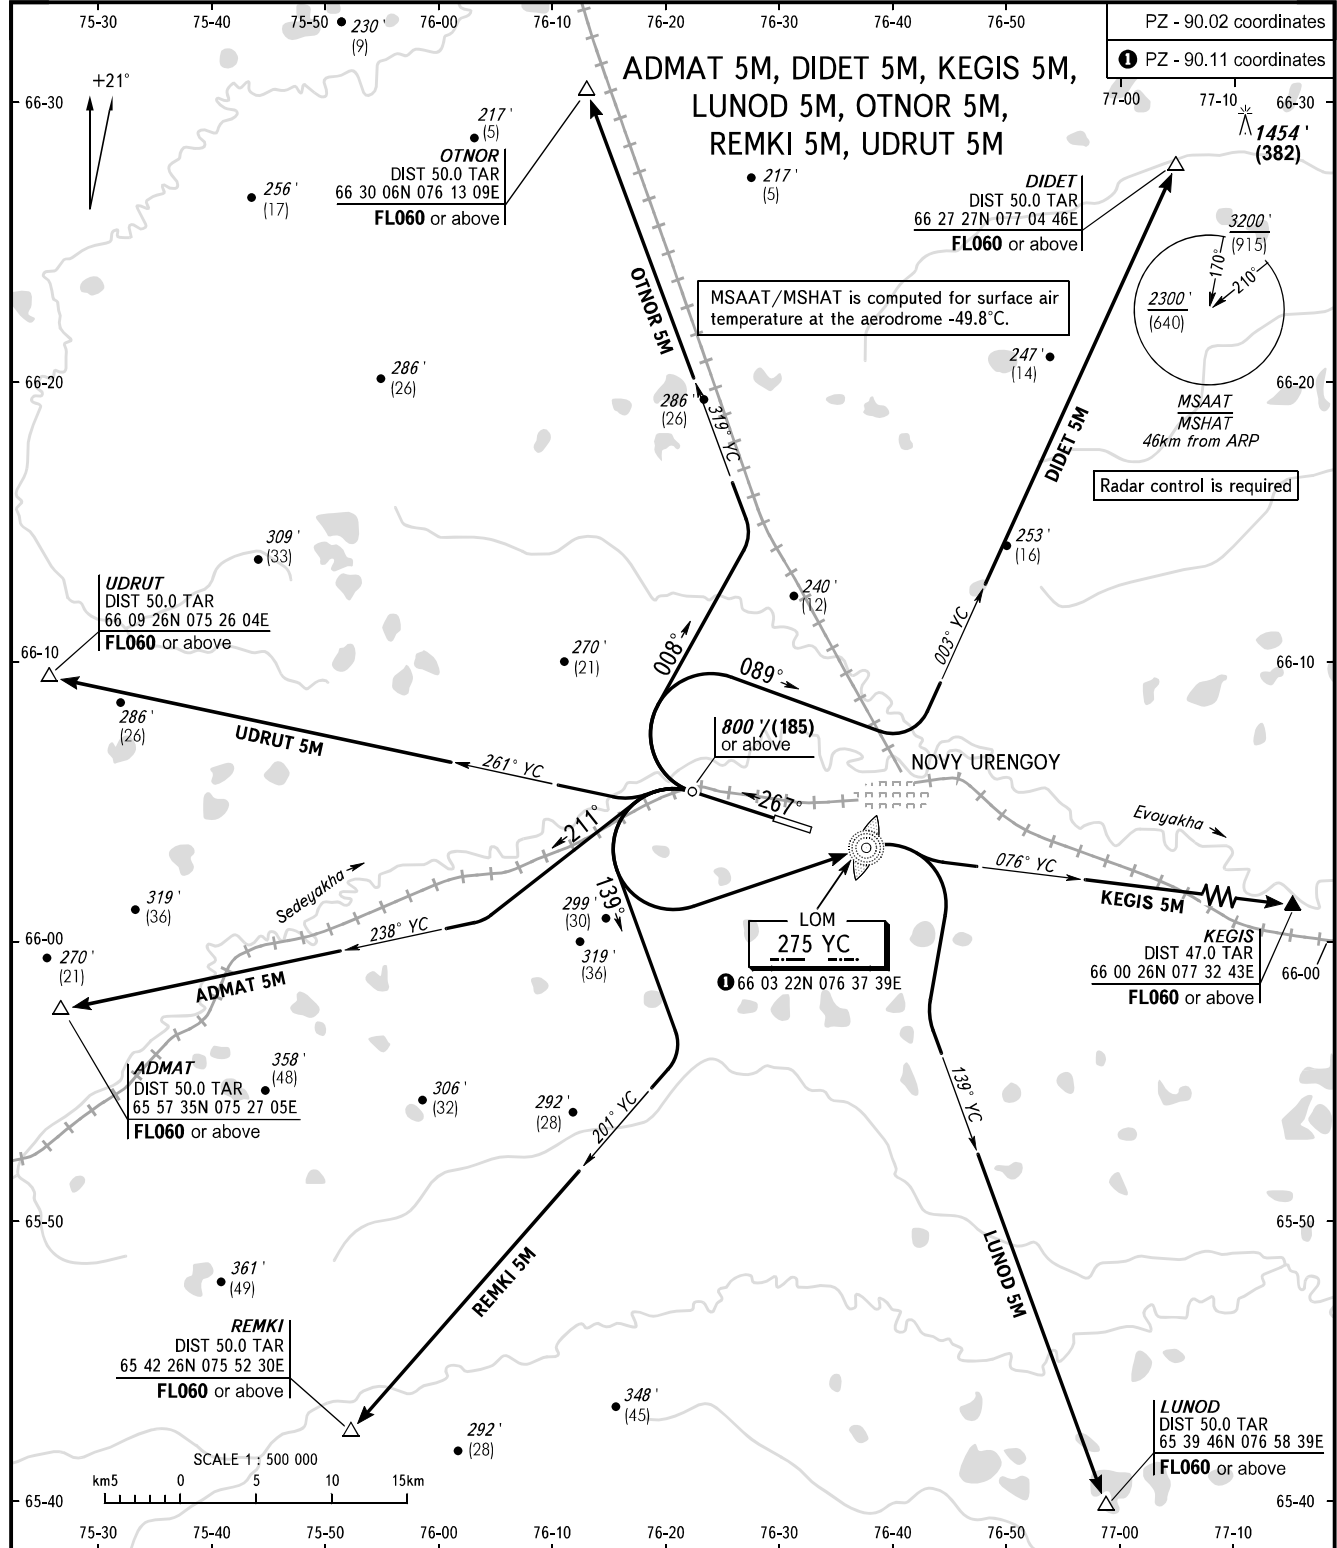 75-30 75-40 75-50 76-00 76-10 76-20 76-30 76-40 76-50
PZ - 90.02 coordinates
❶ PZ - 90.11 coordinates
77-00 77-10
66-30 66-30
+21°
ADMAT 5M, DIDET 5M, KEGIS 5M,
LUNOD 5M, OTNOR 5M,
REMKI 5M, UDRUT 5M
230'
(9)
217'
(5)
1454'
(382)
OTNOR
DIST 50.0 TAR
66 30 06N 076 13 09E
FL060 or above
256'
(17)
217'
(5)
DIDET
DIST 50.0 TAR
66 27 27N 077 04 46E
FL060 or above
3200'
(915)
170°
210°
2300'
(640)
MSAAT
MSHAT
46km from ARP
MSAAT/MSHAT is computed for surface air
temperature at the aerodrome -49.8°C.
OTNOR 5M
247'
(14)
66-20 66-20
286'
(26)
286'
(26)
319° YC
DIDET 5M
Radar control is required
309'
(33)
253'
(16)
UDRUT
DIST 50.0 TAR
66 09 26N 075 26 04E
FL060 or above
240'
(12)
003° YC
66-10 66-10
270'
(21)
008°
089°
286'
(26)
UDRUT 5M
261° YC
800'/(185)
or above
NOVY URENGOY
267°
211°
Evoyakha
Sedeyakha
076° YC
KEGIS 5M
319'
(36)
139°
299'
(30)
319'
(36)
LOM
275 YC
❶ 66 03 22N 076 37 39E
KEGIS
DIST 47.0 TAR
66 00 26N 077 32 43E
FL060 or above
66-00 66-00
238° YC
ADMAT 5M
270'
(21)
ADMAT
DIST 50.0 TAR
65 57 35N 075 27 05E
FL060 or above
358'
(48)
306'
(32)
292'
(28)
201° YC
139° YC
65-50 65-50
361'
(49)
REMKI 5M
LUNOD 5M
REMKI
DIST 50.0 TAR
65 42 26N 075 52 30E
FL060 or above
348'
(45)
292'
(28)
LUNOD
DIST 50.0 TAR
65 39 46N 076 58 39E
FL060 or above
SCALE 1 : 500 000
km5 0 5 10 15km
65-40 65-40
75-30 75-40 75-50 76-00 76-10 76-20 76-30 76-40 76-50 77-00 77-10